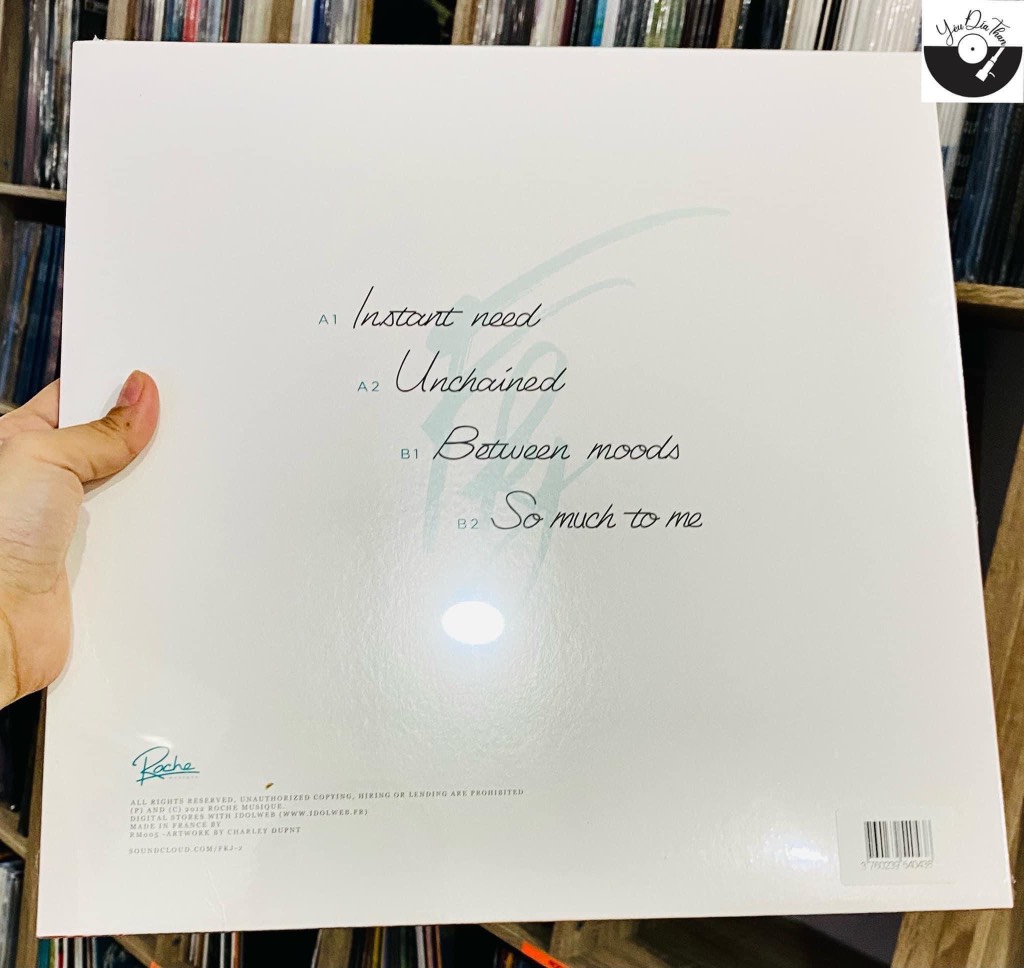 Yêu Đĩa Than
A1 Instant need
A2 Unchained
B1 Between moods
B2 So much to me
Roche
ALL RIGHTS RESERVED, UNAUTHORIZED COPYING, HIRING OR LENDING ARE PROHIBITED
(P) AND (C) 2012 ROCHE MUSIQUE.
DIGITAL STORES WITH IDOLWEB (WWW.IDOLWEB.FR)
MADE IN FRANCE BY
RM005 -ARTWORK BY CHARLEY DUPNT
SOUNDCLOUD.COM/FKJ-2